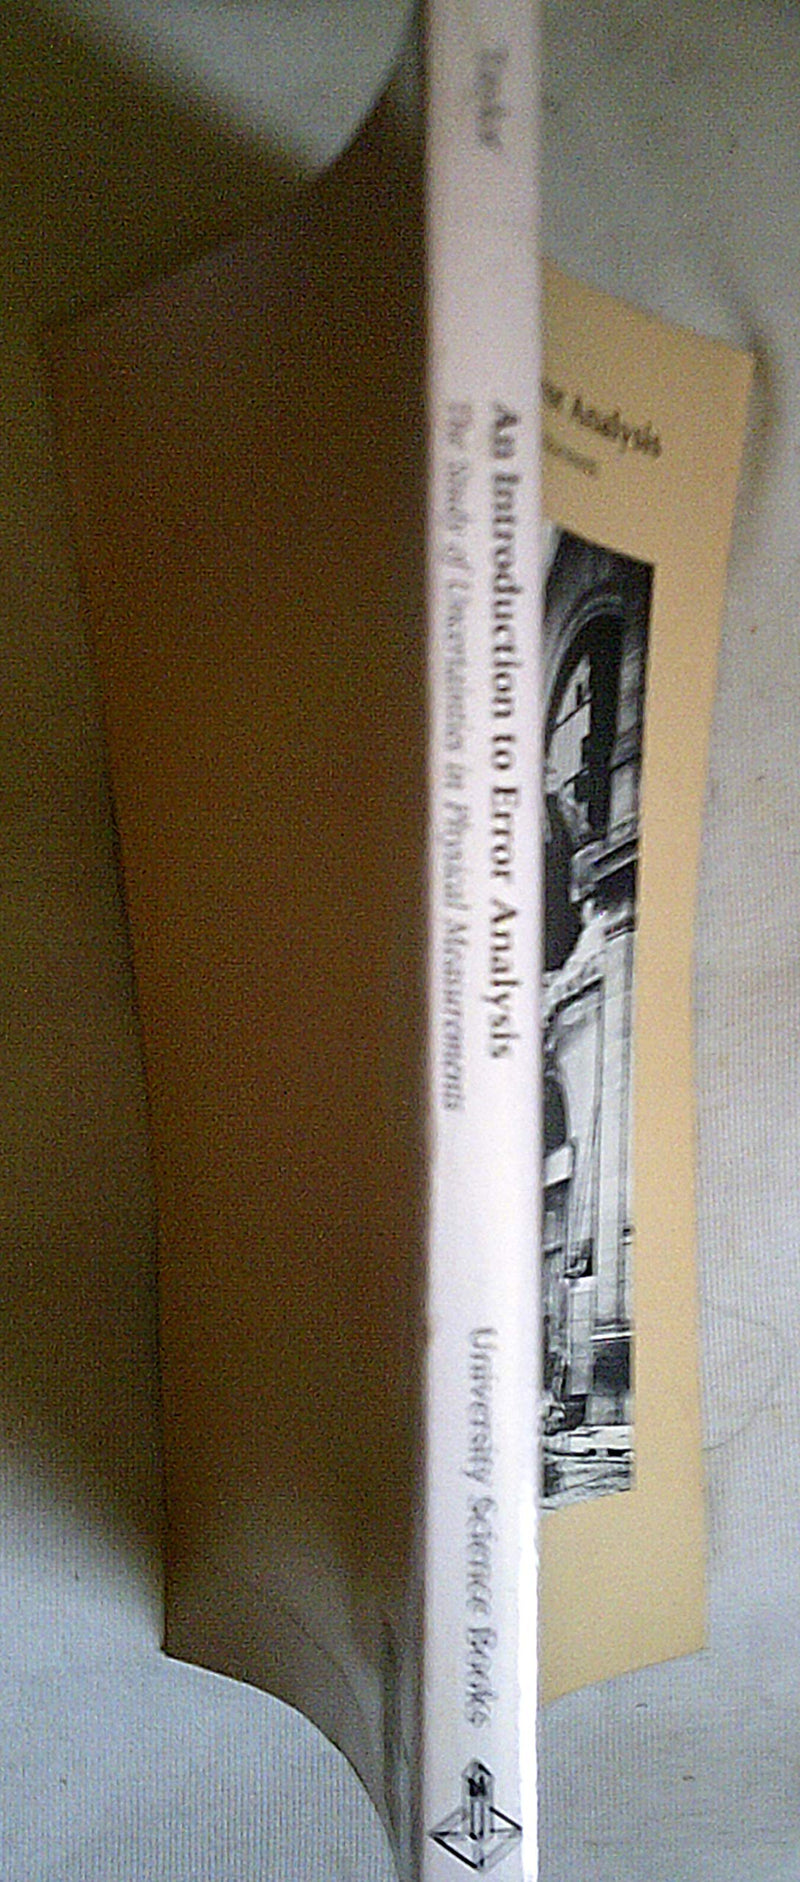 Taylor
An Introduction to Error Analysis
The Study of Uncertainties in Physical Measurements
University Science Books
Analysis